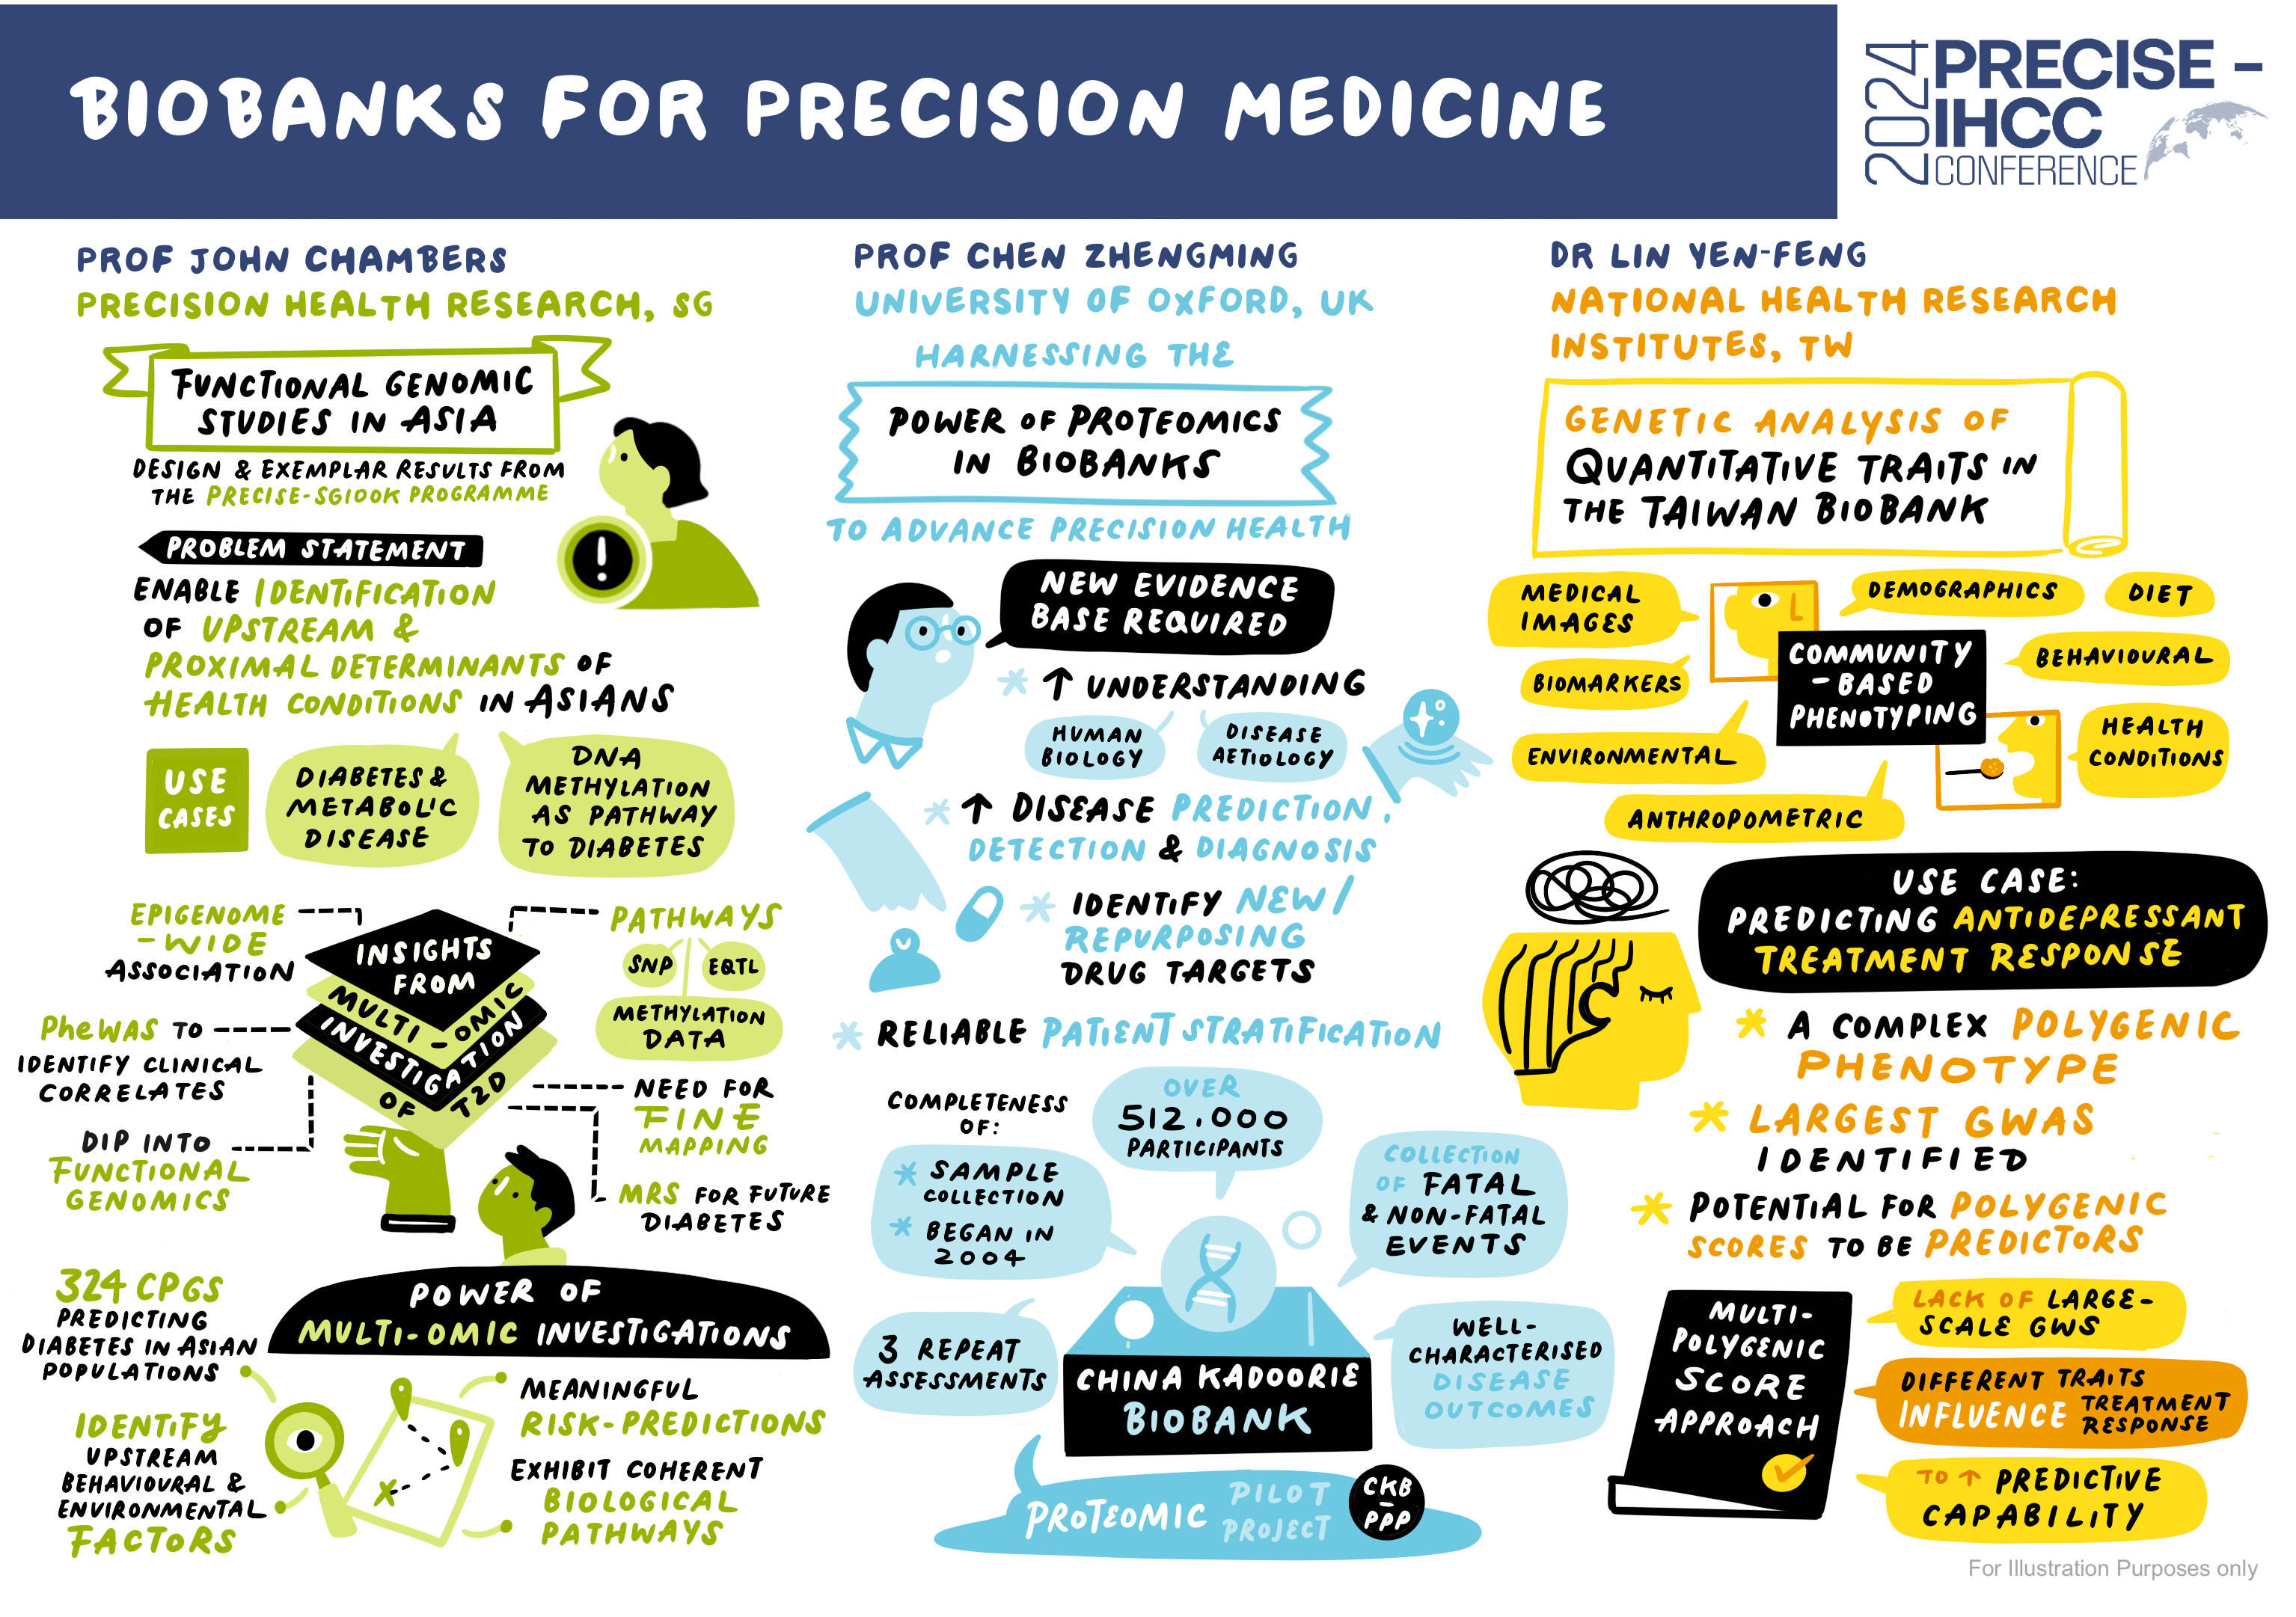 BIOBANKS FOR PRECISION MEDICINE
2024
PRECISE –
IHCC
CONFERENCE
PROF JOHN CHAMBERS
PRECISION HEALTH RESEARCH, SG
FUNCTIONAL GENOMIC
STUDIES IN ASIA
DESIGN & EXEMPLAR RESULTS FROM
THE PRECISE-SG100K PROGRAMME
!
PROBLEM STATEMENT
ENABLE IDENTIFICATION
OF UPSTREAM &
PROXIMAL DETERMINANTS OF
HEALTH CONDITIONS IN ASIANS
USE
CASES
DIABETES &
METABOLIC
DISEASE
DNA
METHYLATION
AS PATHWAY
TO DIABETES
EPIGENOME
-WIDE
ASSOCIATION
PheWAS TO
IDENTIFY CLINICAL
CORRELATES
DIP INTO
FUNCTIONAL
GENOMICS
INSIGHTS
FROM
MULTI-OMIC
INVESTIGATION
OF T2D
PATHWAYS
SNP
EQTL
METHYLATION
DATA
NEED FOR
FINE
MAPPING
MRS FOR FUTURE
DIABETES
POWER OF
MULTI-OMIC INVESTIGATIONS
324 CPGS
PREDICTING
DIABETES IN ASIAN
POPULATIONS
IDENTIFY
UPSTREAM
BEHAVIOURAL &
ENVIRONMENTAL
FACTORS
MEANINGFUL
RISK-PREDICTIONS
EXHIBIT COHERENT
BIOLOGICAL
PATHWAYS
PROF CHEN ZHENGMING
UNIVERSITY OF OXFORD, UK
HARNESSING THE
POWER OF PROTEOMICS
IN BIOBANKS
TO ADVANCE PRECISION HEALTH
NEW EVIDENCE
BASE REQUIRED
* ↑ UNDERSTANDING
HUMAN
BIOLOGY
DISEASE
AETIOLOGY
* ↑ DISEASE PREDICTION,
DETECTION & DIAGNOSIS
* IDENTIFY NEW/
REPURPOSING
DRUG TARGETS
* RELIABLE PATIENT STRATIFICATION
COMPLETENESS
OF:
* SAMPLE
COLLECTION
* BEGAN IN
2004
OVER
512,000
PARTICIPANTS
COLLECTION
OF FATAL
& NON-FATAL
EVENTS
3 REPEAT
ASSESSMENTS
WELL-
CHARACTERISED
DISEASE
OUTCOMES
CHINA KADOORIE
BIOBANK
PROTEOMIC PILOT
PROJECT
CKB
–
PPP
DR LIN YEN-FENG
NATIONAL HEALTH RESEARCH
INSTITUTES, TW
GENETIC ANALYSIS OF
QUANTITATIVE TRAITS IN
THE TAIWAN BIOBANK
MEDICAL
IMAGES
DEMOGRAPHICS
DIET
BIOMARKERS
COMMUNITY
-BASED
PHENOTYPING
BEHAVIOURAL
ENVIRONMENTAL
HEALTH
CONDITIONS
ANTHROPOMETRIC
USE CASE:
PREDICTING ANTIDEPRESSANT
TREATMENT RESPONSE
* A COMPLEX POLYGENIC
PHENOTYPE
* LARGEST GWAS
IDENTIFIED
* POTENTIAL FOR POLYGENIC
SCORES TO BE PREDICTORS
MULTI-
POLYGENIC
SCORE
APPROACH
LACK OF LARGE-
SCALE GWS
DIFFERENT TRAITS
INFLUENCE TREATMENT
RESPONSE
TO ↑ PREDICTIVE
CAPABILITY
For Illustration Purposes only